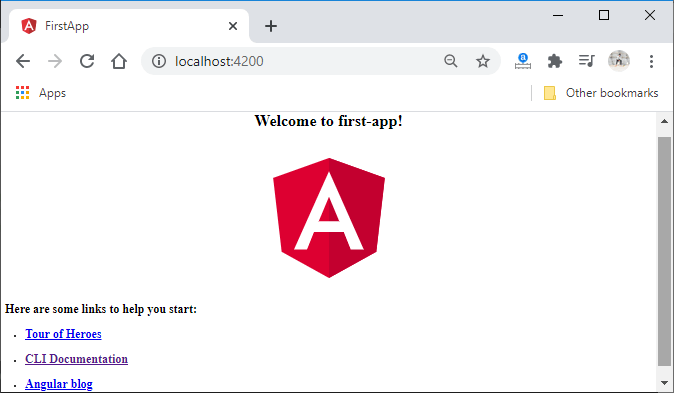 FirstApp
localhost:4200
Apps
Other bookmarks
Welcome to first-app!
A
Here are some links to help you start:
Tour of Heroes
CLI Documentation
Angular blog